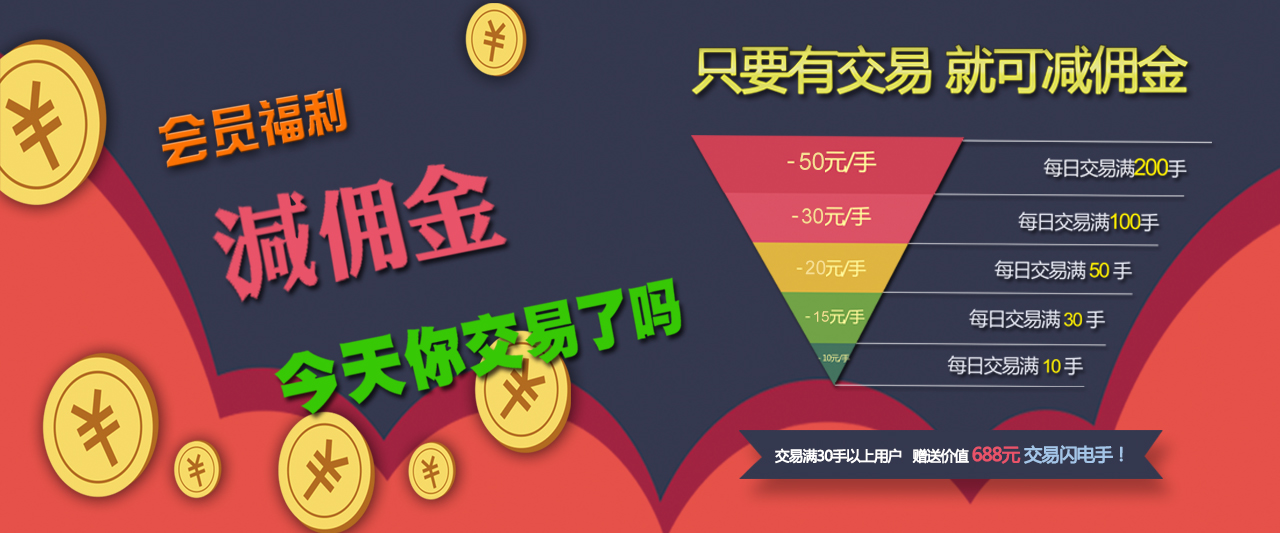 会员福利
减佣金
今天你交易了吗
只要有交易 就可减佣金
-50元/手 每日交易满200手
-30元/手 每日交易满100手
-20元/手 每日交易满 50 手
-15元/手 每日交易满 30 手
-10元/手 每日交易满 10 手
交易满30手以上用户 赠送价值 688元 交易闪电手！